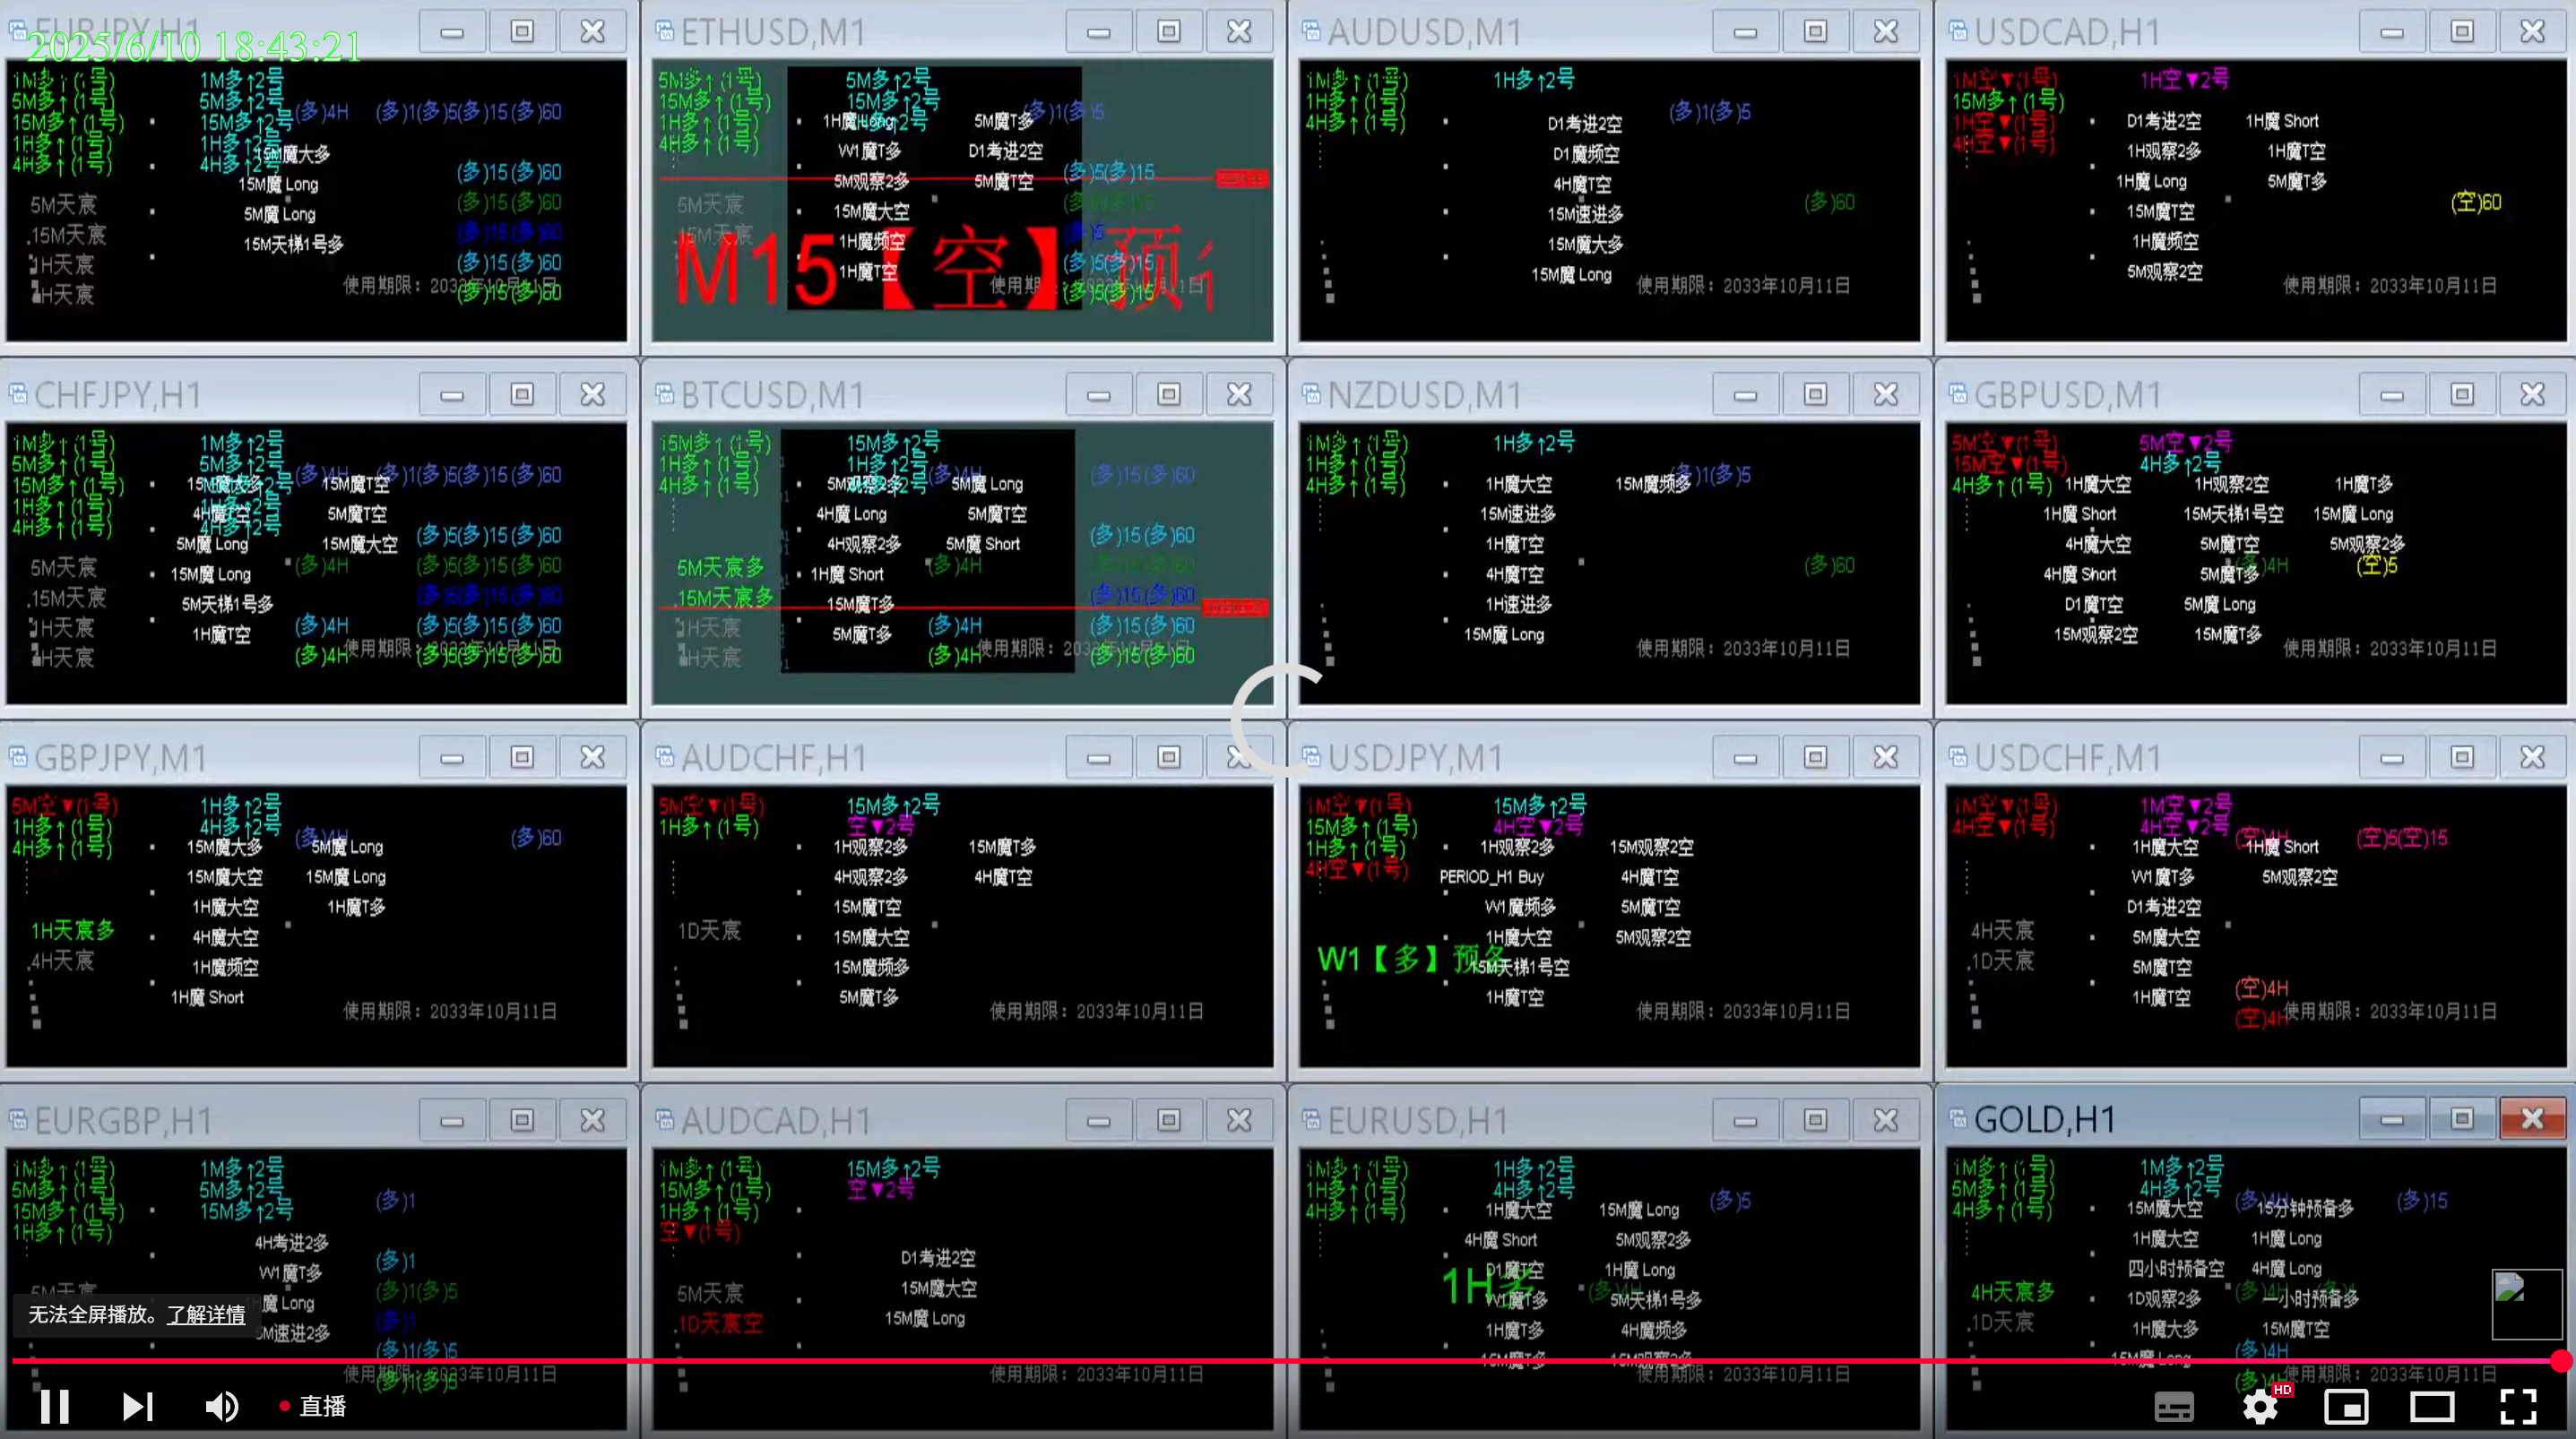 EURJPY,H1
2025/6/10 18:43:21
1M多↑(1号) 1M多↑2号
5M多↑(1号) 5M多↑2号 (多)4H (多)1(多)5(多)15(多)60
15M多↑(1号) 15M多↑2号
1H多↑(1号) 1H多↑2号
4H多↑(1号) 4H多↑2号
15M魔大多
15M魔 Long (多)15(多)60
5M天宸 5M魔 Long (多)15(多)60
15M天宸 15M天梯1号多 (多)15(多)60
1H天宸 (多)15(多)60
H天宸 使用期限: (多)15(多)60
ETHUSD,M1
5M多↑(1号) 5M多↑2号
15M多↑(1号) 15M多↑2号
1H多↑(1号) 1H魔 Long 5M魔T多 (多)1(多)5
4H多↑(1号) W1魔T多 D1考进2空
5M观察2多 5M魔T空 (多)5(多)15
5M天宸 15M魔大空
15M天宸 1H魔频空 (多)5
1H魔T空 (多)5(多)15
M15【空】预
(多)5(多)15
AUDUSD,M1
1M多↑(1号) 1H多↑2号
1H多↑(1号) (多)1(多)5
4H多↑(1号) D1考进2空
D1魔频空
4H魔T空
15M速进多 (多)60
15M魔大多
15M魔 Long 使用期限: 2033年10月11日
USDCAD,H1
1M空▼(1号) 1H空▼2号
15M多↑(1号)
1H空▼(1号) D1考进2空 1H魔 Short
4H空▼(1号) 1H观察2多 1H魔T空
1H魔 Long 5M魔T多
15M魔T空 (空)60
1H魔频空
5M观察2空 使用期限: 2033年10月11日
CHFJPY,H1
1M多↑(1号) 1M多↑2号
5M多↑(1号) 5M多↑2号 (多)4H (多)1(多)5(多)15(多)60
15M多↑(1号) 15M魔T空
1H多↑(1号) 4H魔T空 5M魔T空
4H多↑(1号) 4H多↑2号 (多)5(多)15(多)60
5M魔 Long 15M魔大空
5M天宸 15M魔 Long (多)4H (多)5(多)15(多)60
15M天宸 5M天梯1号多 (多)5(多)15(多)60
1H天宸 1H魔T空 (多)4H (多)5(多)15(多)60
H天宸 (多)4H 使用期限: (多)5(多)15(多)60
BTCUSD,M1
15M多↑(1号) 15M多↑2号
1H多↑(1号) 1H多↑2号 (多)4H (多)15(多)60
4H多↑(1号) 5M观察2多 5M魔 Long
4H魔 Long 5M魔T空
4H观察2多 5M魔 Short (多)15(多)60
5M天宸多 1H魔 Short (多)4H
15M天宸多 15M魔T多 (多)15(多)60
1H天宸 5M魔T多 (多)4H (多)15(多)60
H天宸 (多)4H 使用期限: (多)15(多)60
NZDUSD,M1
1M多↑(1号) 1H多↑2号
1H多↑(1号) (多)1(多)5
4H多↑(1号) 1H魔大空 15M魔频多
15M速进多
1H魔T空
4H魔T空 (多)60
1H速进多
15M魔 Long 使用期限: 2033年10月11日
GBPUSD,M1
5M空▼(1号) 5M空▼2号
15M空▼(1号) 4H多↑2号
4H多↑(1号) 1H魔大空 1H观察2空 1H魔T多
1H魔 Short 15M天梯1号空 15M魔 Long
4H魔大空 5M魔T空 5M观察2多
4H魔 Short 5M魔T多 (多)4H (空)5
D1魔T空 5M魔 Long
15M观察2空 15M魔T多 使用期限: 2033年10月11日
GBPJPY,M1
5M空▼(1号) 1H多↑2号
1H多↑(1号) 4H多↑2号 (多)4H (多)60
4H多↑(1号) 15M魔大多 5M魔 Long
15M魔大空 15M魔 Long
1H魔大空 1H魔T多
1H天宸多 4H魔大空
4H天宸 1H魔频空
1H魔 Short 使用期限: 2033年10月11日
AUDCHF,H1
5M空▼(1号) 15M多↑2号
1H多↑(1号) 空▼2号
1H观察2多 15M魔T多
4H观察2多 4H魔T空
15M魔T空
1D天宸 15M魔大空
15M魔频多
5M魔T多 使用期限: 2033年10月11日
USDJPY,M1
1M空▼(1号) 15M多↑2号
15M多↑(1号) 4H空▼2号
1H多↑(1号) 1H观察2多 15M观察2空
4H空▼(1号) PERIOD_H1 Buy 4H魔T空
W1魔频多 5M魔T空
1H魔大空 5M观察2空
W1【多】预备 15M天梯1号空
1H魔T空 使用期限: 2033年10月11日
USDCHF,M1
1M空▼(1号) 1M空▼2号
4H空▼(1号) 4H空▼2号 (空)4H (空)5(空)15
1H魔大空 1H魔 Short
W1魔T多 5M观察2空
D1考进2空
4H天宸 5M魔大空
1D天宸 5M魔T空
1H魔T空 (空)4H
(空)4H 使用期限: 2033年10月11日
EURGBP,H1
1M多↑(1号) 1M多↑2号
5M多↑(1号) 5M多↑2号 (多)1
15M多↑(1号) 15M多↑2号
1H多↑(1号) 4H考进2多
W1魔T多 (多)1
5M天宸 (多)1(多)5
H魔 Long (多)1
M速进2多 (多)1(多)5
使用期限: 2033年10月11日
(多)1(多)5
AUDCAD,H1
1M多↑(1号) 15M多↑2号
15M多↑(1号) 空▼2号
1H多↑(1号)
空▼(1号)
D1考进2空
5M天宸 15M魔大空
1D天宸空 15M魔 Long
使用期限: 2033年10月11日
EURUSD,H1
1M多↑(1号) 1H多↑2号
1H多↑(1号) 4H多↑2号 (多)5
4H多↑(1号) 1H魔大空 15M魔 Long
4H魔 Short 5M观察2多
D1魔T空 1H魔 Long
1H多 W1魔T多 5M天梯1号多
1H魔T多 4H魔频多
15M魔T多 15M观察2空
使用期限: 2033年10月11日
GOLD,H1
1M多↑(1号) 1M多↑2号
5M多↑(1号) 4H多↑2号 (多)4H (多)15
4H多↑(1号) 15M魔大空 15分钟预备多
1H魔大空 1H魔 Long
四小时预备空 4H魔 Long
4H天宸多 1D观察2多 一小时预备多
1D天宸 1H魔大多 15M魔T空
15M魔 Long (多)4H
使用期限: 2033年10月11日
无法全屏播放。了解详情
直播
HD